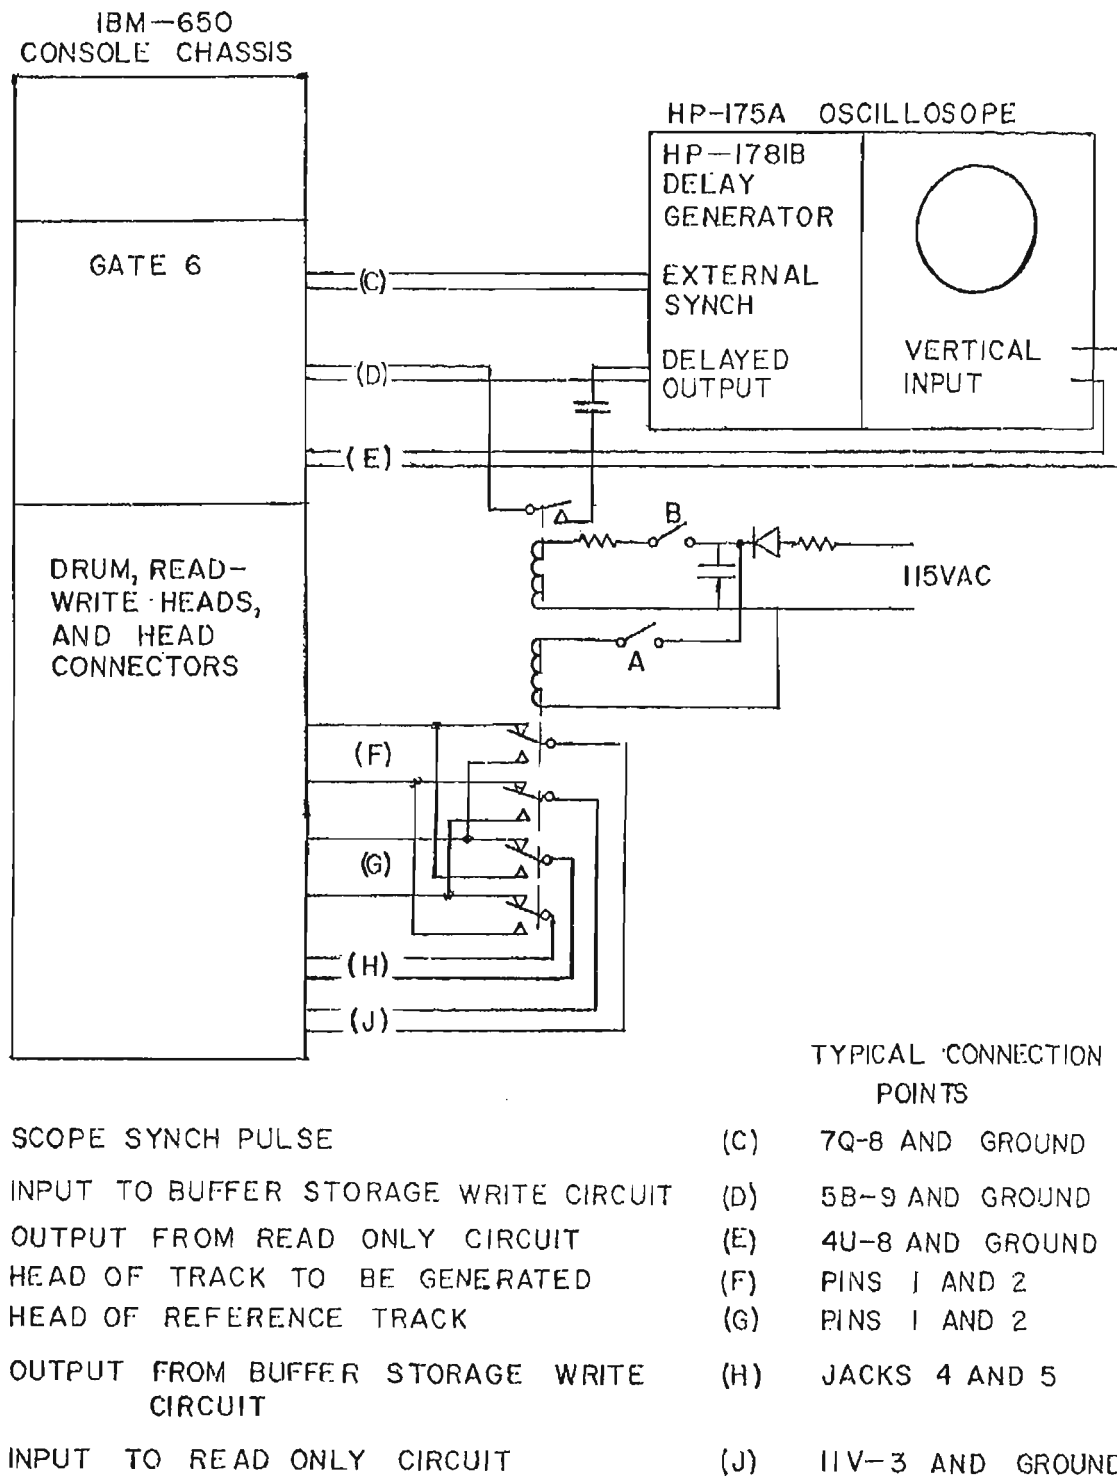 IBM-650
CONSOLE CHASSIS
HP-175A OSCILLOSOPE
HP-1781B
DELAY
GENERATOR
GATE 6
(C)
EXTERNAL
SYNCH
(D)
DELAYED
OUTPUT
VERTICAL
INPUT
(E)
B
115VAC
DRUM, READ-
WRITE HEADS,
AND HEAD
CONNECTORS
A
(F)
(G)
(H)
(J)
TYPICAL CONNECTION
POINTS
SCOPE SYNCH PULSE (C) 7Q-8 AND GROUND
INPUT TO BUFFER STORAGE WRITE CIRCUIT (D) 5B-9 AND GROUND
OUTPUT FROM READ ONLY CIRCUIT (E) 4U-8 AND GROUND
HEAD OF TRACK TO BE GENERATED (F) PINS 1 AND 2
HEAD OF REFERENCE TRACK (G) PINS 1 AND 2
OUTPUT FROM BUFFER STORAGE WRITE (H) JACKS 4 AND 5
CIRCUIT
INPUT TO READ ONLY CIRCUIT (J) 11V-3 AND GROUND